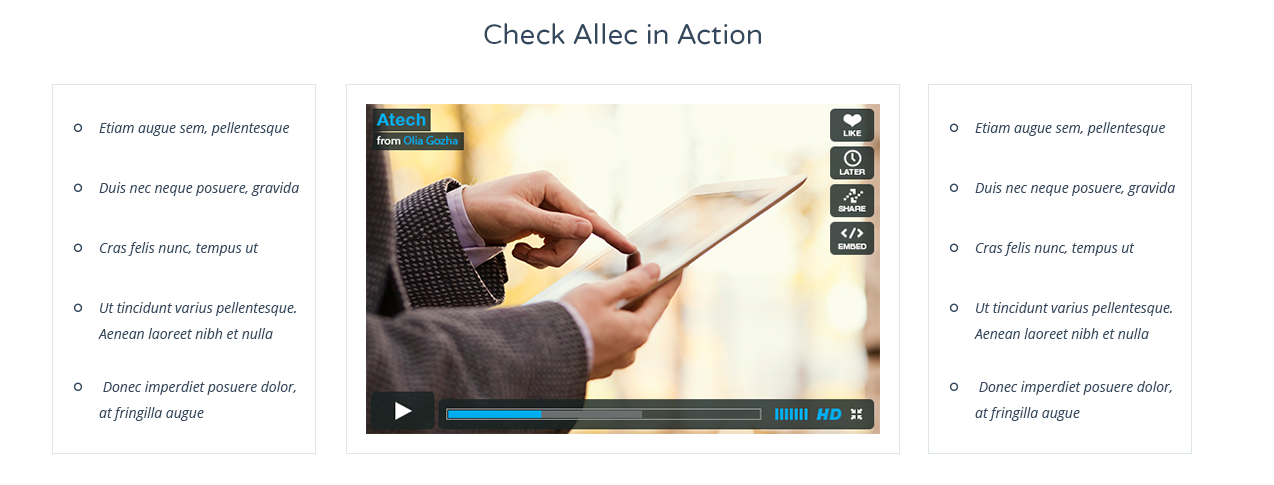 Check Allec in Action
Etiam augue sem, pellentesque
Duis nec neque posuere, gravida
Cras felis nunc, tempus ut
Ut tincidunt varius pellentesque.
Aenean laoreet nibh et nulla
Donec imperdiet posuere dolor,
at fringilla augue
Atech
from Olia Gozha
LIKE
LATER
SHARE
EMBED
HD
Etiam augue sem, pellentesque
Duis nec neque posuere, gravida
Cras felis nunc, tempus ut
Ut tincidunt varius pellentesque.
Aenean laoreet nibh et nulla
Donec imperdiet posuere dolor,
at fringilla augue